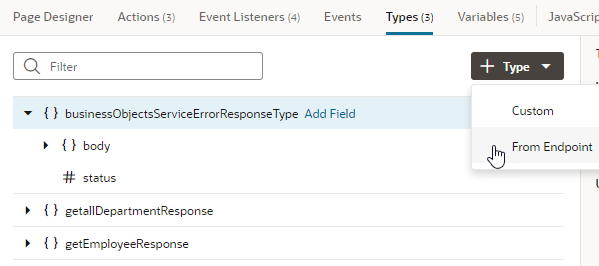 Page Designer Actions (3) Event Listeners (4) Events Types (3) Variables (5) JavaScrip
Filter
+ Type
Custom
From Endpoint
{ } businessObjectsServiceErrorResponseType Add Field
{ } body
# status
{ } getallDepartmentResponse
{ } getEmployeeResponse